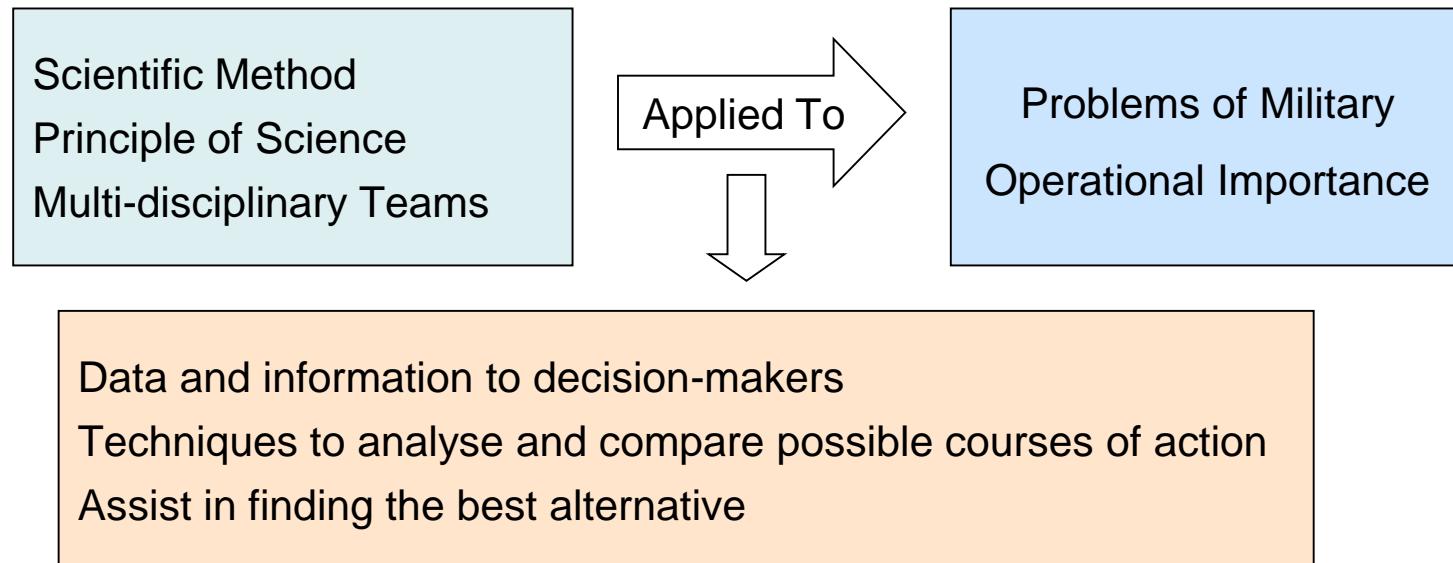 Scientific Method
Principle of Science
Multi-disciplinary Teams
Applied To
Problems of Military
Operational Importance
Data and information to decision-makers
Techniques to analyse and compare possible courses of action
Assist in finding the best alternative